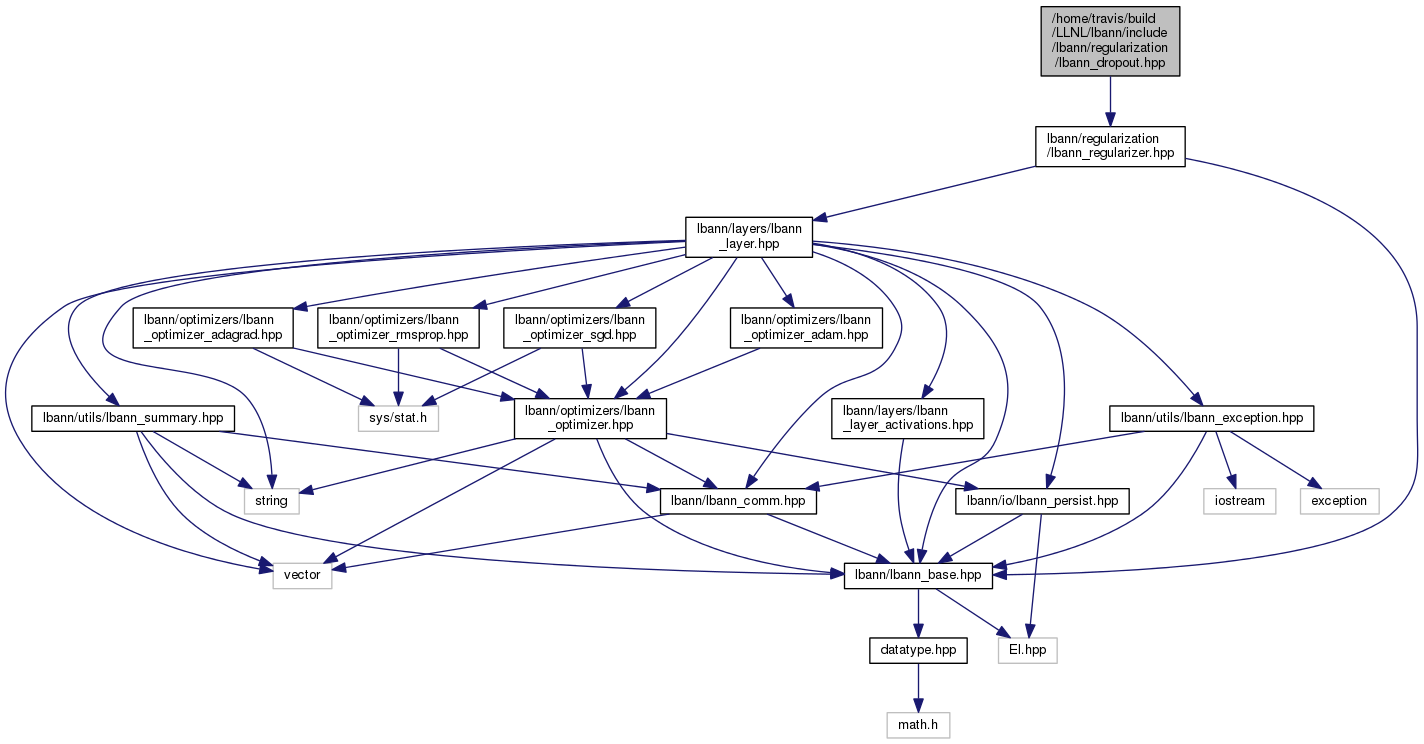 /home/travis/build
/LLNL/lbann/include
/lbann/regularization
/lbann_dropout.hpp
lbann/regularization
/lbann_regularizer.hpp
lbann/layers/lbann
_layer.hpp
lbann/optimizers/lbann
_optimizer_adagrad.hpp
lbann/optimizers/lbann
_optimizer_rmsprop.hpp
lbann/optimizers/lbann
_optimizer_sgd.hpp
lbann/optimizers/lbann
_optimizer_adam.hpp
lbann/utils/lbann_summary.hpp
sys/stat.h
lbann/optimizers/lbann
_optimizer.hpp
lbann/layers/lbann
_layer_activations.hpp
lbann/utils/lbann_exception.hpp
string
lbann/lbann_comm.hpp
lbann/io/lbann_persist.hpp
iostream
exception
vector
lbann/lbann_base.hpp
datatype.hpp
El.hpp
math.h